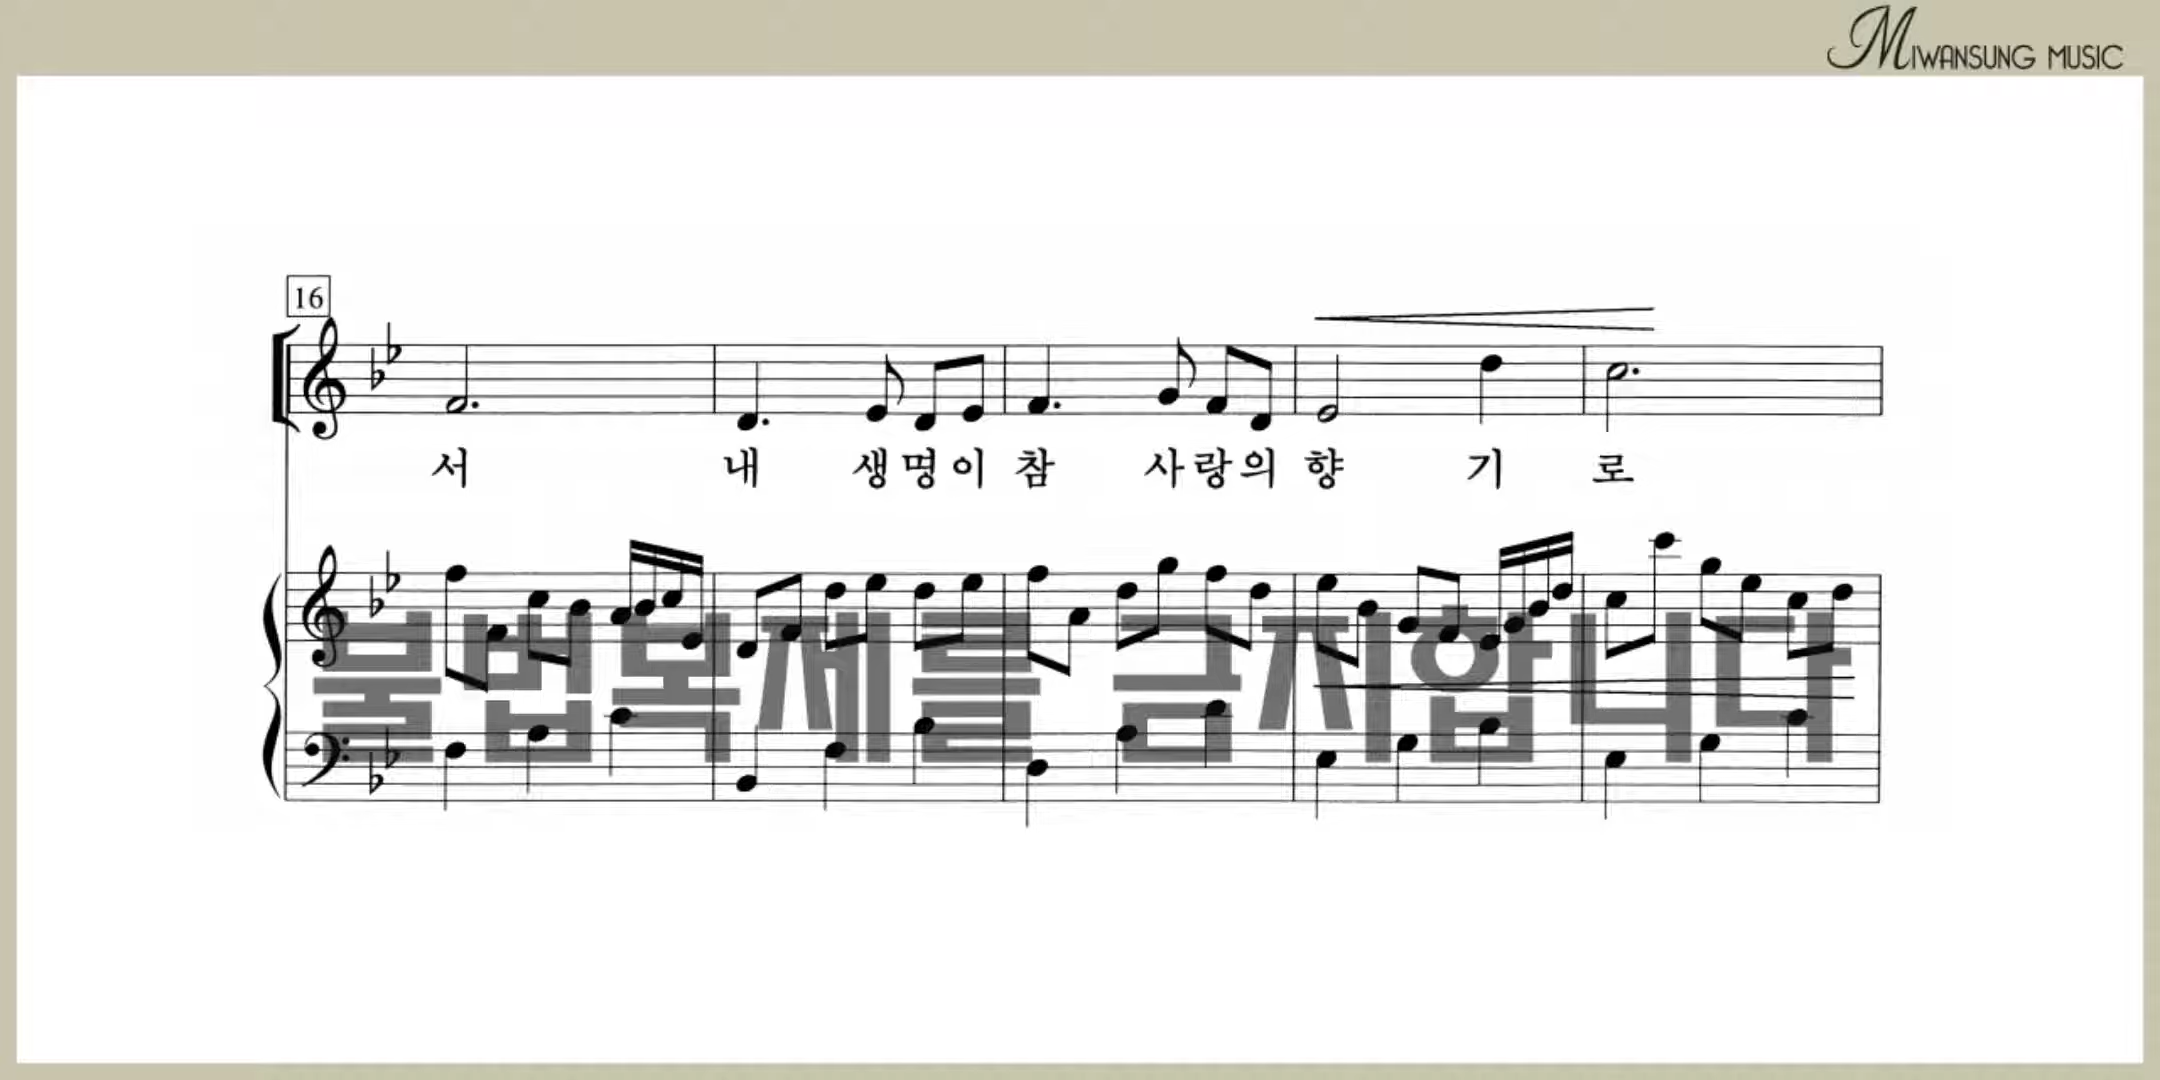 MIWANSUNG MUSIC
16
서 내 생명이 참 사랑의 향 기 로
불법복제를 금지합니다